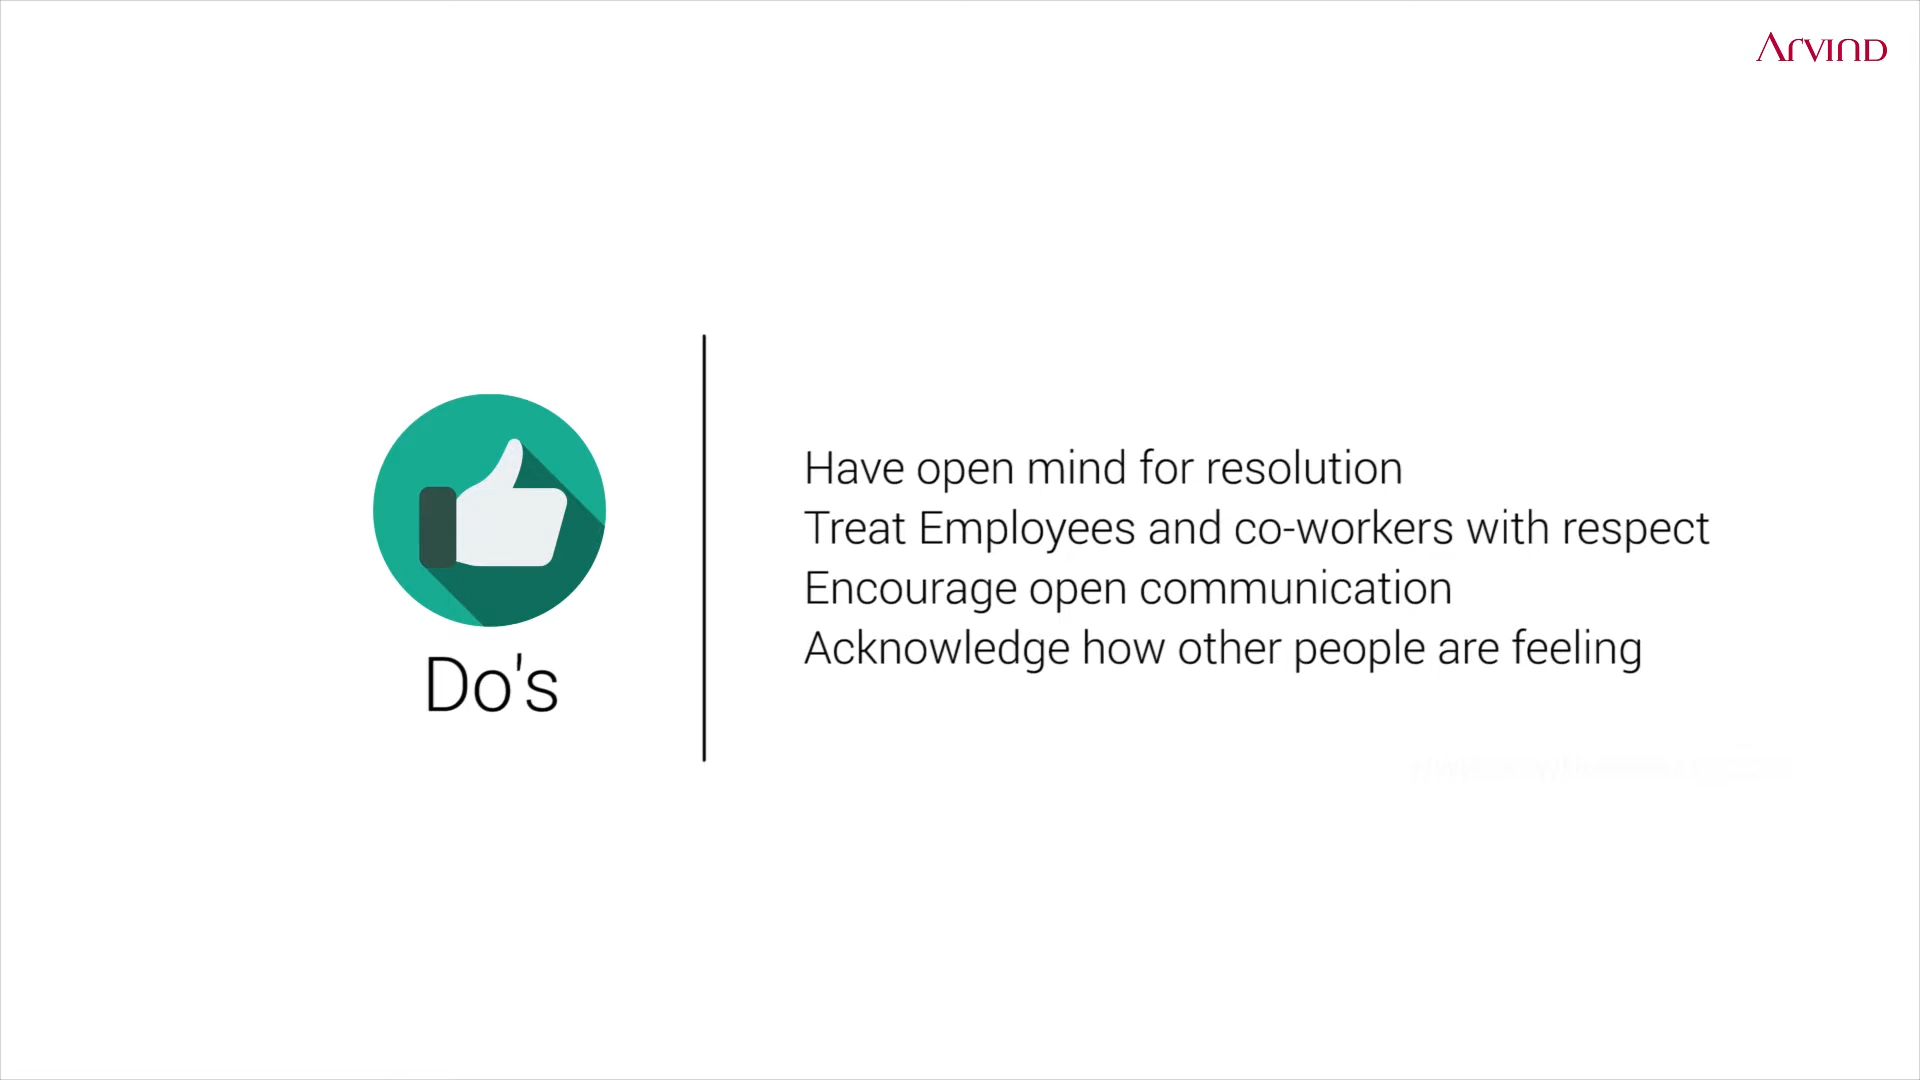 ARVIND
Have open mind for resolution
Treat Employees and co-workers with respect
Encourage open communication
Acknowledge how other people are feeling
Do's